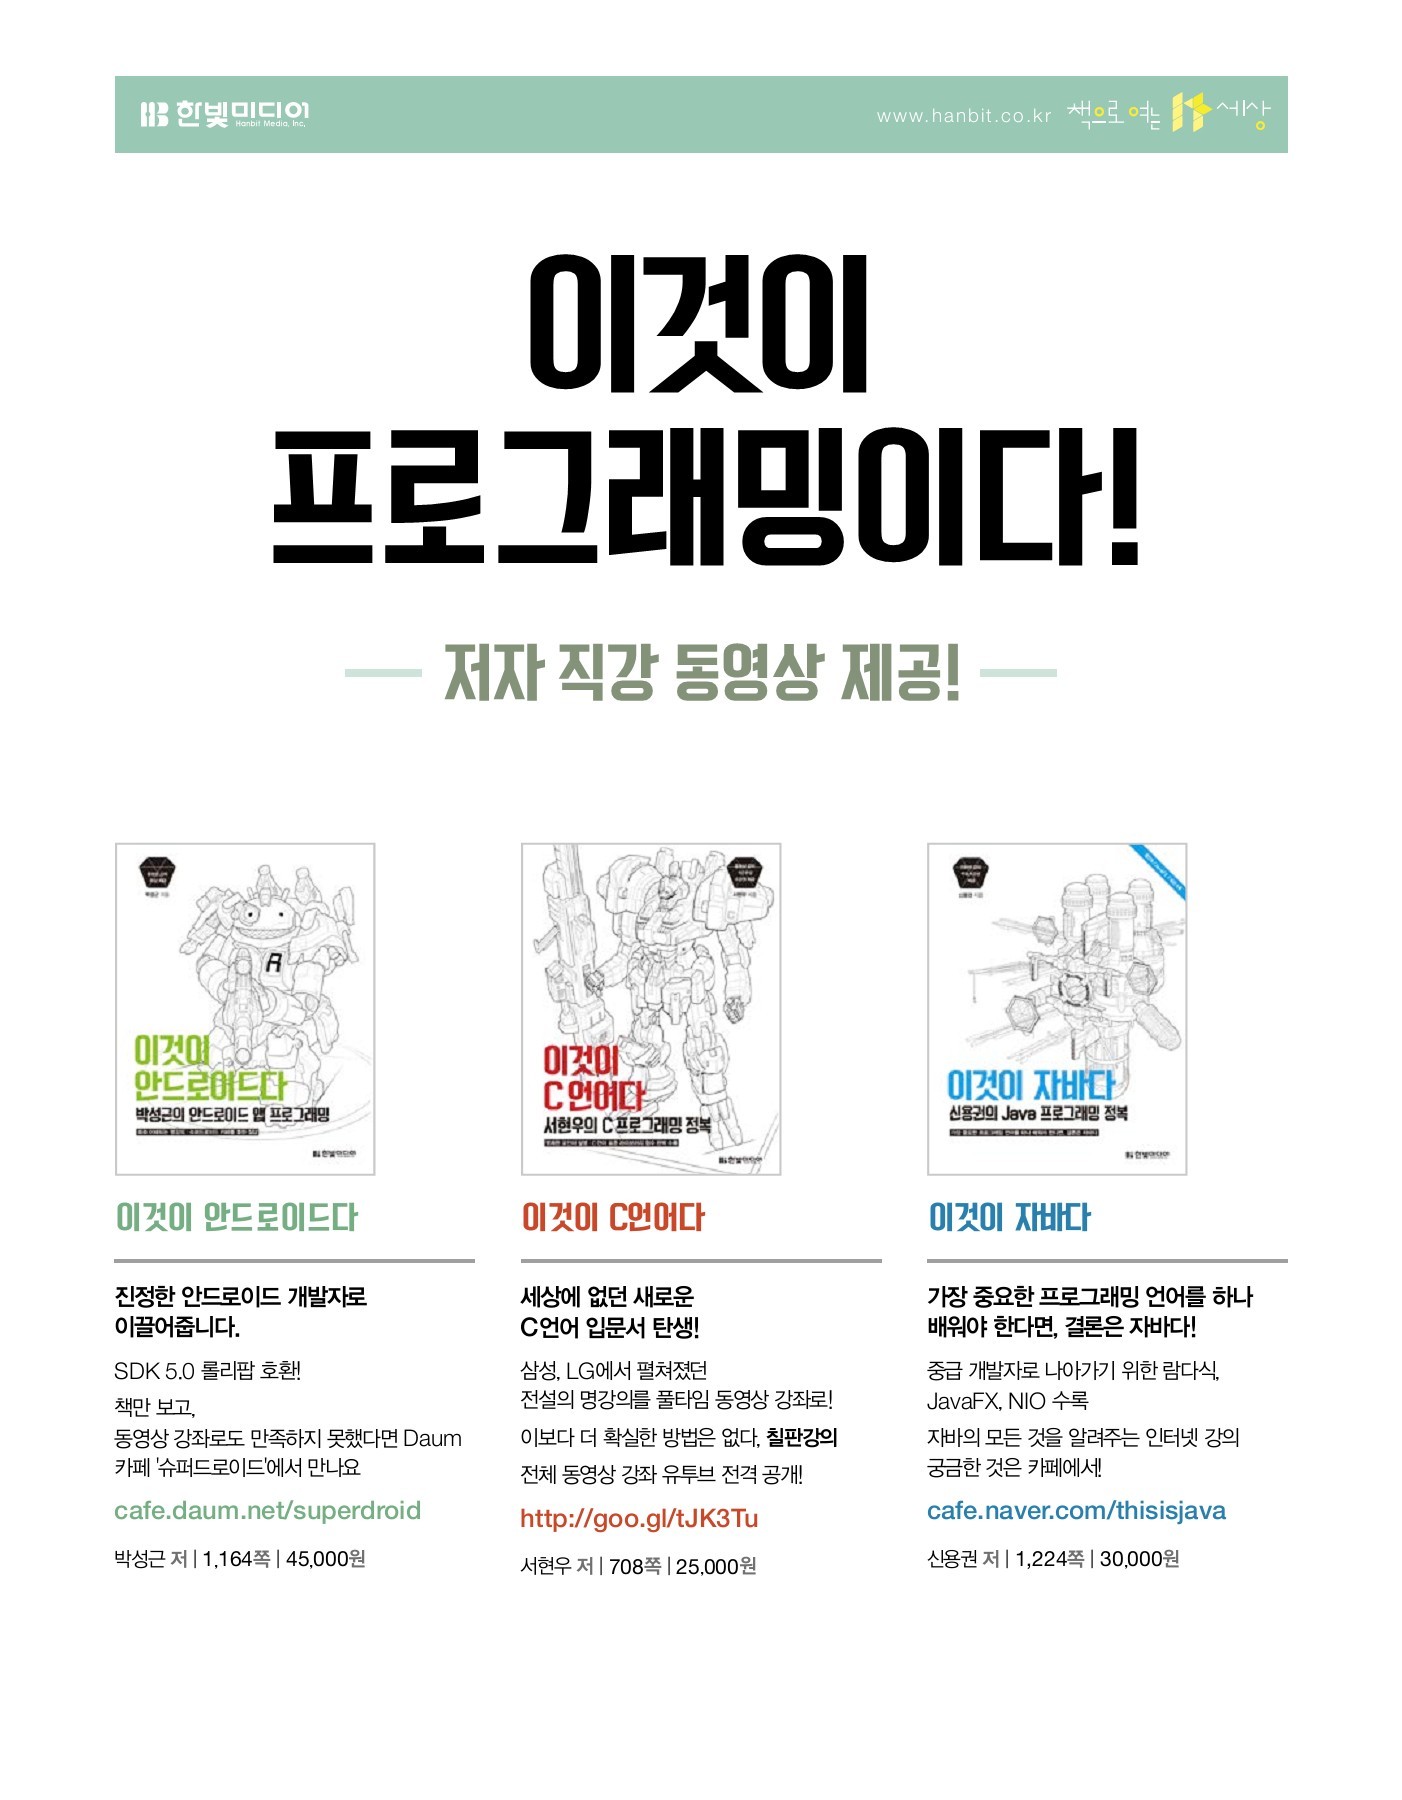 한빛미디어
Hanbit Media, Inc.
www.hanbit.co.kr 책으로 여는 IT 세상
이것이
프로그래밍이다!
저자 직강 동영상 제공!
이것이
안드로이드다
박성근의 안드로이드 앱 프로그래밍
한빛미디어
이것이
C 언어다
서현우의 C 프로그래밍 정복
한빛미디어
이것이 자바다
신용권의 Java 프로그래밍 정복
한빛미디어
이것이 안드로이드다
진정한 안드로이드 개발자로
이끌어줍니다.
SDK 5.0 롤리팝 호환!
책만 보고,
동영상 강좌로도 만족하지 못했다면 Daum
카페 '슈퍼드로이드'에서 만나요
cafe.daum.net/superdroid
박성근 저 | 1,164쪽 | 45,000원
이것이 C언어다
세상에 없던 새로운
C언어 입문서 탄생!
삼성, LG에서 펼쳐졌던
전설의 명강의를 풀타임 동영상 강좌로!
이보다 더 확실한 방법은 없다, 칠판강의
전체 동영상 강좌 유투브 전격 공개!
http://goo.gl/tJK3Tu
서현우 저 | 708쪽 | 25,000원
이것이 자바다
가장 중요한 프로그래밍 언어를 하나
배워야 한다면, 결론은 자바다!
중급 개발자로 나아가기 위한 람다식,
JavaFX, NIO 수록
자바의 모든 것을 알려주는 인터넷 강의
궁금한 것은 카페에서!
cafe.naver.com/thisisjava
신용권 저 | 1,224쪽 | 30,000원